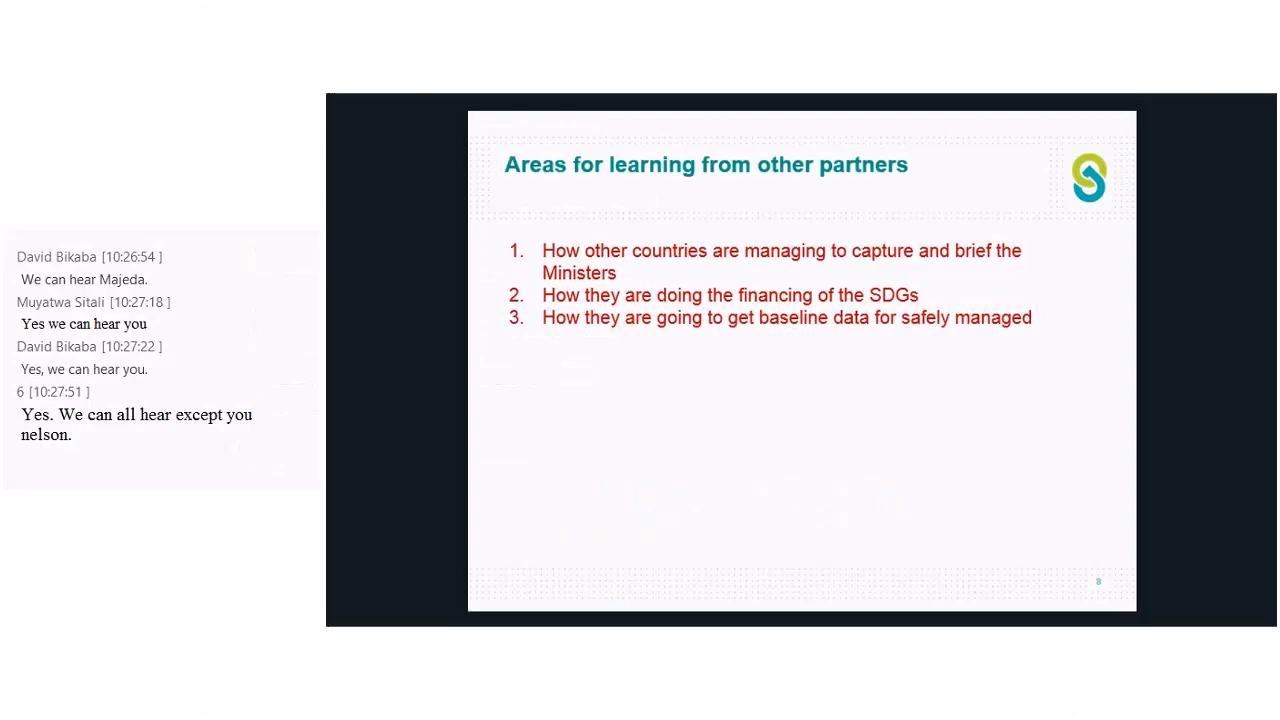 David Bikaba [10:26:54 ]
We can hear Majeda.
Muyatwa Sitali [10:27:18 ]
Yes we can hear you
David Bikaba [10:27:22 ]
Yes, we can hear you.
6 [10:27:51 ]
Yes. We can all hear except you
nelson.
Areas for learning from other partners
1. How other countries are managing to capture and brief the
Ministers
2. How they are doing the financing of the SDGs
3. How they are going to get baseline data for safely managed
8